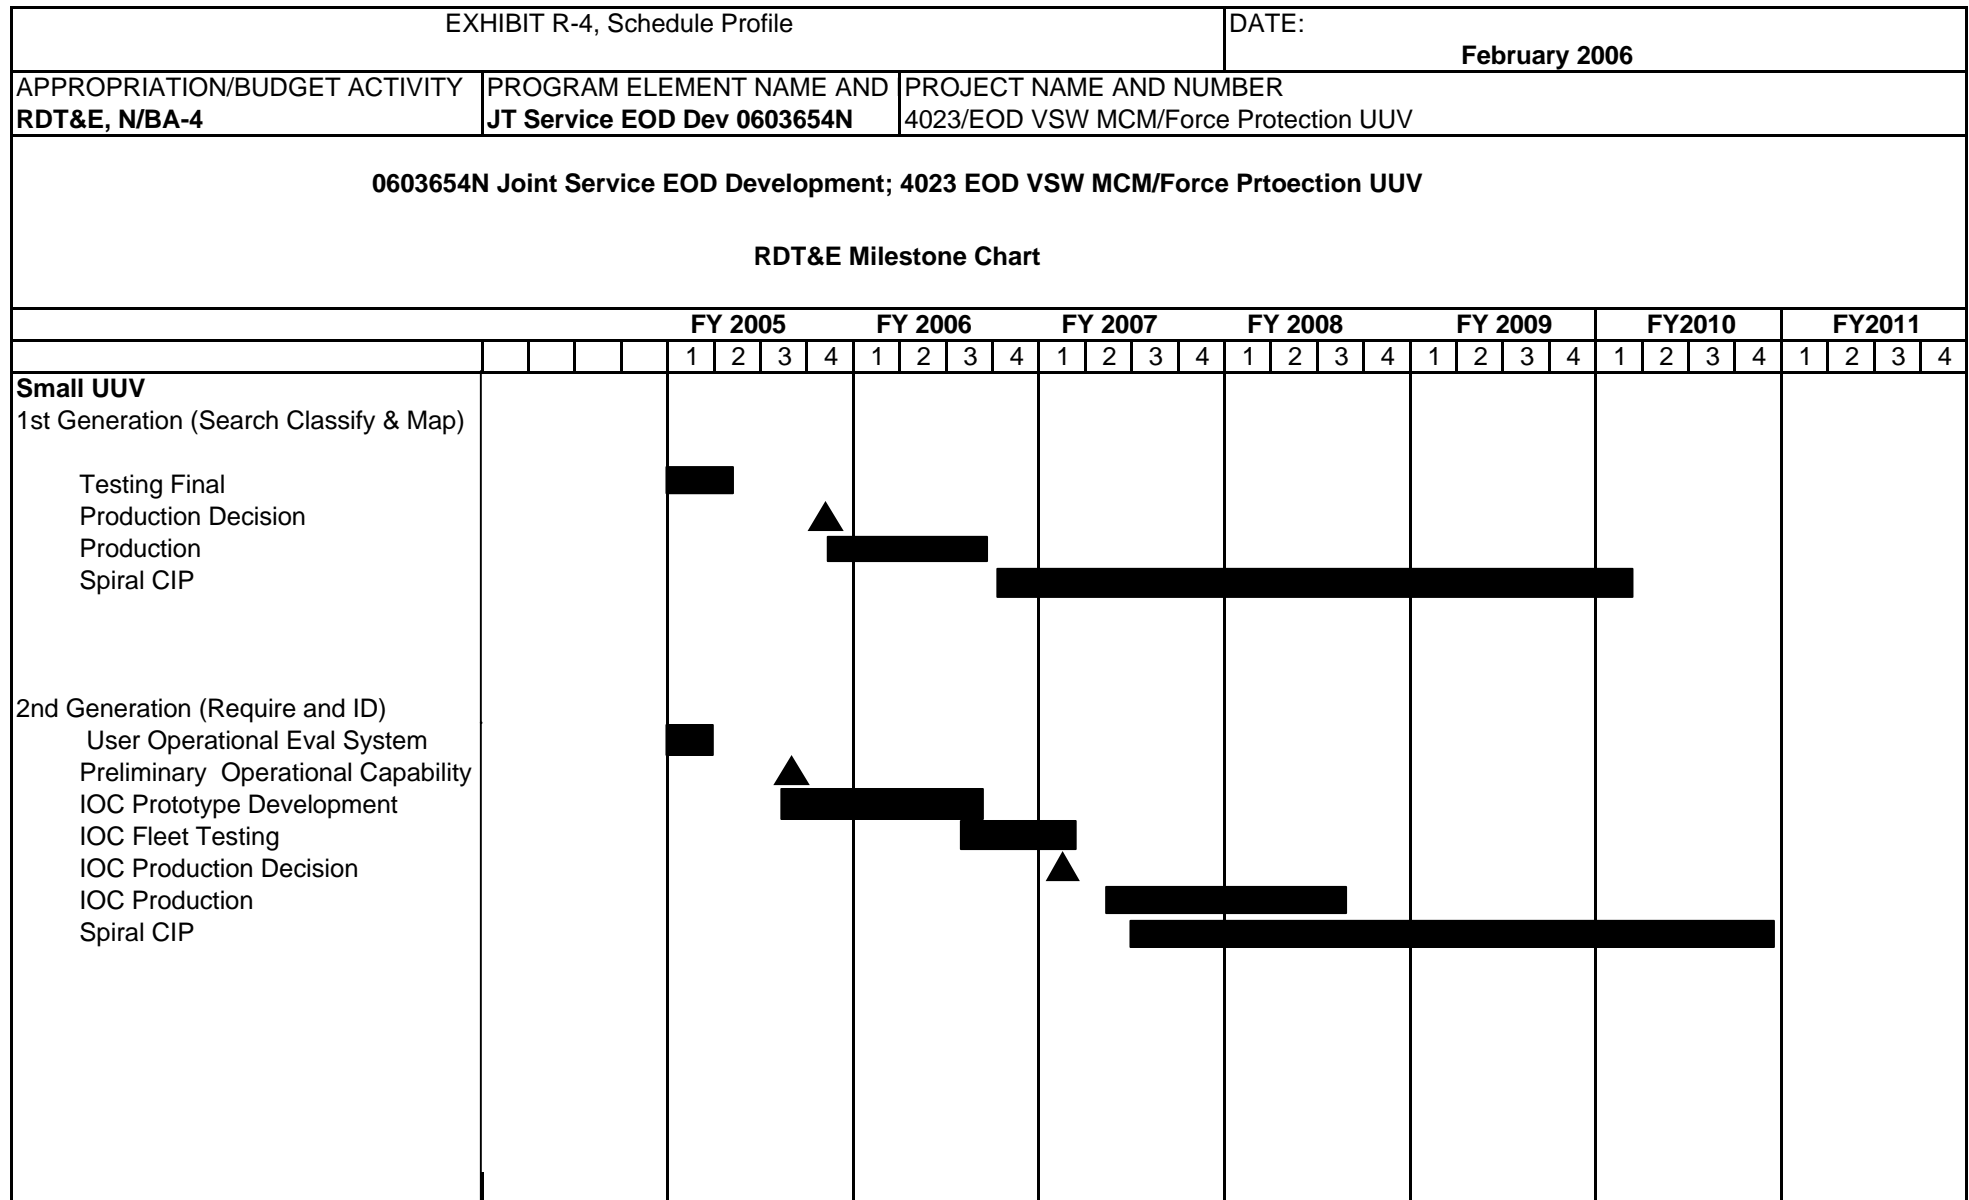 EXHIBIT R-4, Schedule Profile
DATE:
February 2006
APPROPRIATION/BUDGET ACTIVITY
RDT&E, N/BA-4
PROGRAM ELEMENT NAME AND
JT Service EOD Dev 0603654N
PROJECT NAME AND NUMBER
4023/EOD VSW MCM/Force Protection UUV
0603654N Joint Service EOD Development; 4023 EOD VSW MCM/Force Prtoection UUV
RDT&E Milestone Chart
FY 2005 FY 2006 FY 2007 FY 2008 FY 2009 FY2010 FY2011
1 2 3 4 1 2 3 4 1 2 3 4 1 2 3 4 1 2 3 4 1 2 3 4 1 2 3 4
Small UUV
1st Generation (Search Classify & Map)
Testing Final
Production Decision
Production
Spiral CIP
2nd Generation (Require and ID)
User Operational Eval System
Preliminary Operational Capability
IOC Prototype Development
IOC Fleet Testing
IOC Production Decision
IOC Production
Spiral CIP